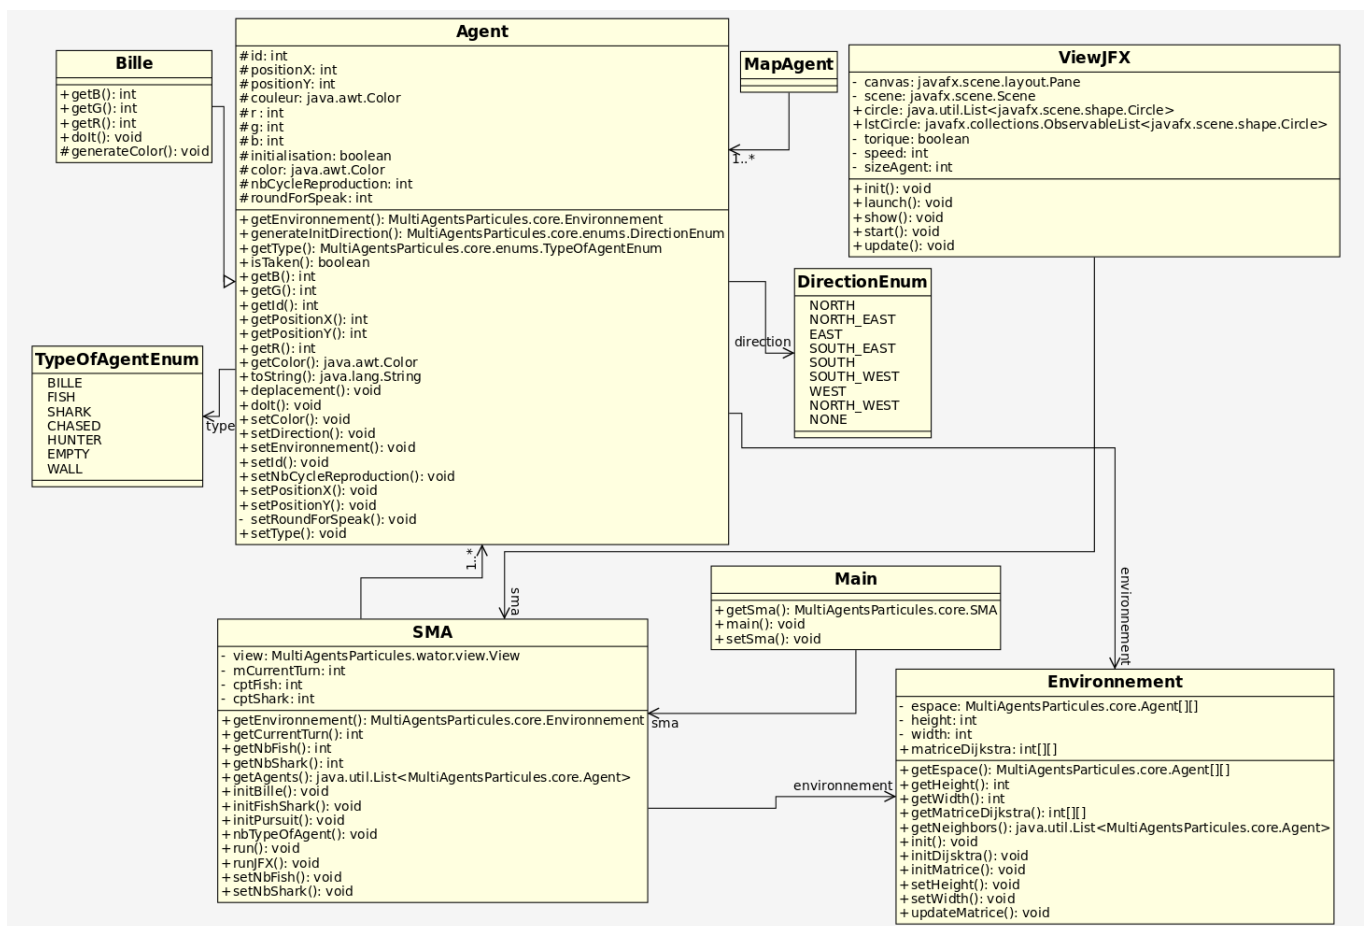 Bille
+ getB(): int
+ getG(): int
+ getR(): int
+ doIt(): void
# generateColor(): void
Agent
# id: int
# positionX: int
# positionY: int
# couleur: java.awt.Color
# r : int
# g: int
# b: int
# initialisation: boolean
# color: java.awt.Color
# nbCycleReproduction: int
# roundForSpeak: int
+ getEnvironnement(): MultiAgentsParticules.core.Environnement
+ generateInitDirection(): MultiAgentsParticules.core.enums.DirectionEnum
+ getType(): MultiAgentsParticules.core.enums.TypeOfAgentEnum
+ isTaken(): boolean
+ getB(): int
+ getG(): int
+ getId(): int
+ getPositionX(): int
+ getPositionY(): int
+ getR(): int
+ getColor(): java.awt.Color
+ toString(): java.lang.String
+ deplacement(): void
+ doIt(): void
+ setColor(): void
+ setDirection(): void
+ setEnvironnement(): void
+ setId(): void
+ setNbCycleReproduction(): void
+ setPositionX(): void
+ setPositionY(): void
- setRoundForSpeak(): void
+ setType(): void
MapAgent
1..*
ViewJFX
- canvas: javafx.scene.layout.Pane
- scene: javafx.scene.Scene
+ circle: java.util.List<javafx.scene.shape.Circle>
+ lstCircle: javafx.collections.ObservableList<javafx.scene.shape.Circle>
- torique: boolean
- speed: int
- sizeAgent: int
+ init(): void
+ launch(): void
+ show(): void
+ start(): void
+ update(): void
DirectionEnum
NORTH
NORTH_EAST
EAST
SOUTH_EAST
SOUTH
SOUTH_WEST
WEST
NORTH_WEST
NONE
direction
TypeOfAgentEnum
BILLE
FISH
SHARK
CHASED
HUNTER
EMPTY
WALL
type
1..*
sma
environnement
Main
+ getSma(): MultiAgentsParticules.core.SMA
+ main(): void
+ setSma(): void
sma
SMA
- view: MultiAgentsParticules.wator.view.View
- mCurrentTurn: int
- cptFish: int
- cptShark: int
+ getEnvironnement(): MultiAgentsParticules.core.Environnement
+ getCurrentTurn(): int
+ getNbFish(): int
+ getNbShark(): int
+ getAgents(): java.util.List<MultiAgentsParticules.core.Agent>
+ initBille(): void
+ initFishShark(): void
+ initPursuit(): void
+ nbTypeOfAgent(): void
+ run(): void
+ runJFX(): void
+ setNbFish(): void
+ setNbShark(): void
environnement
Environnement
- espace: MultiAgentsParticules.core.Agent[][]
- height: int
- width: int
+ matriceDijkstra: int[][]
+ getEspace(): MultiAgentsParticules.core.Agent[][]
+ getHeight(): int
+ getWidth(): int
+ getMatriceDijkstra(): int[][]
+ getNeighbors(): java.util.List<MultiAgentsParticules.core.Agent>
+ init(): void
+ initDijsktra(): void
+ initMatrice(): void
+ setHeight(): void
+ setWidth(): void
+ updateMatrice(): void